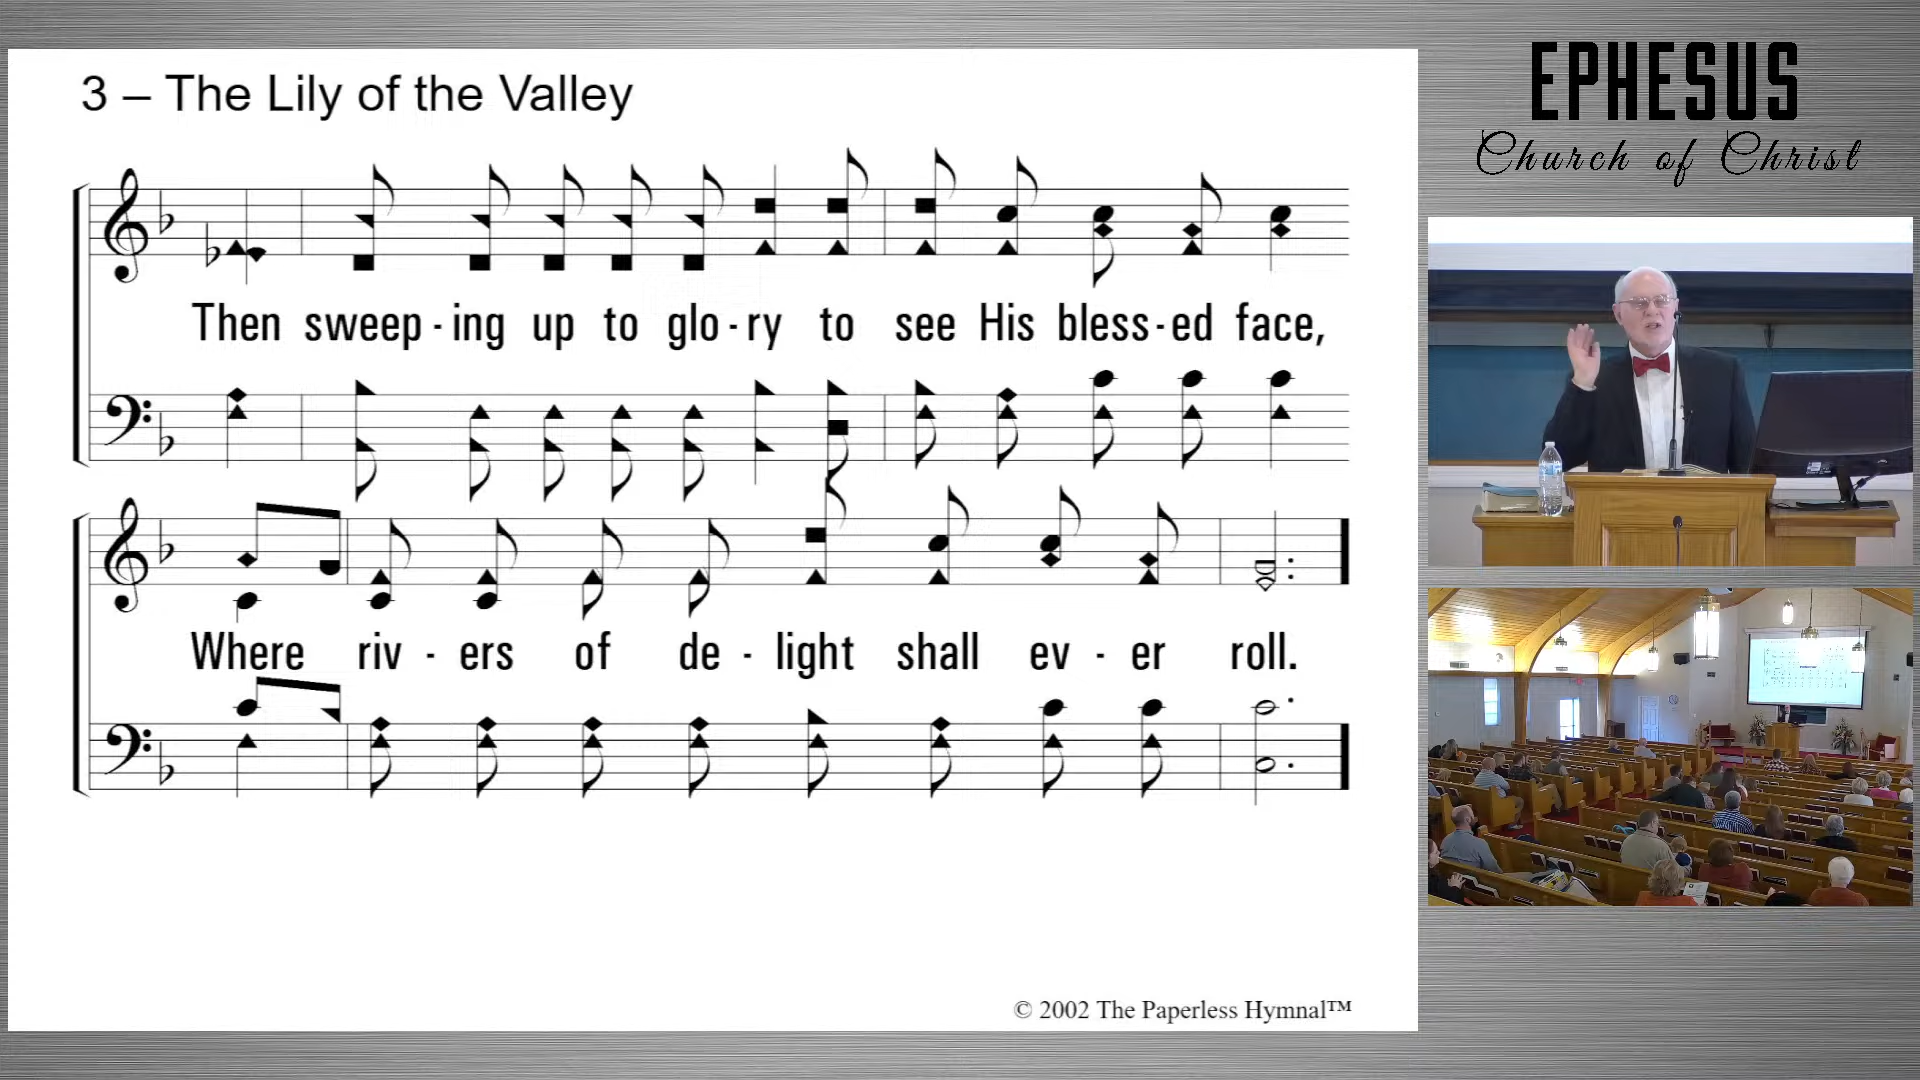 3 – The Lily of the Valley
Then sweep - ing up to glo - ry to see His bless - ed face,
Where riv - ers of de - light shall ev - er roll.
© 2002 The Paperless Hymnal™
EPHESUS
Church of Christ